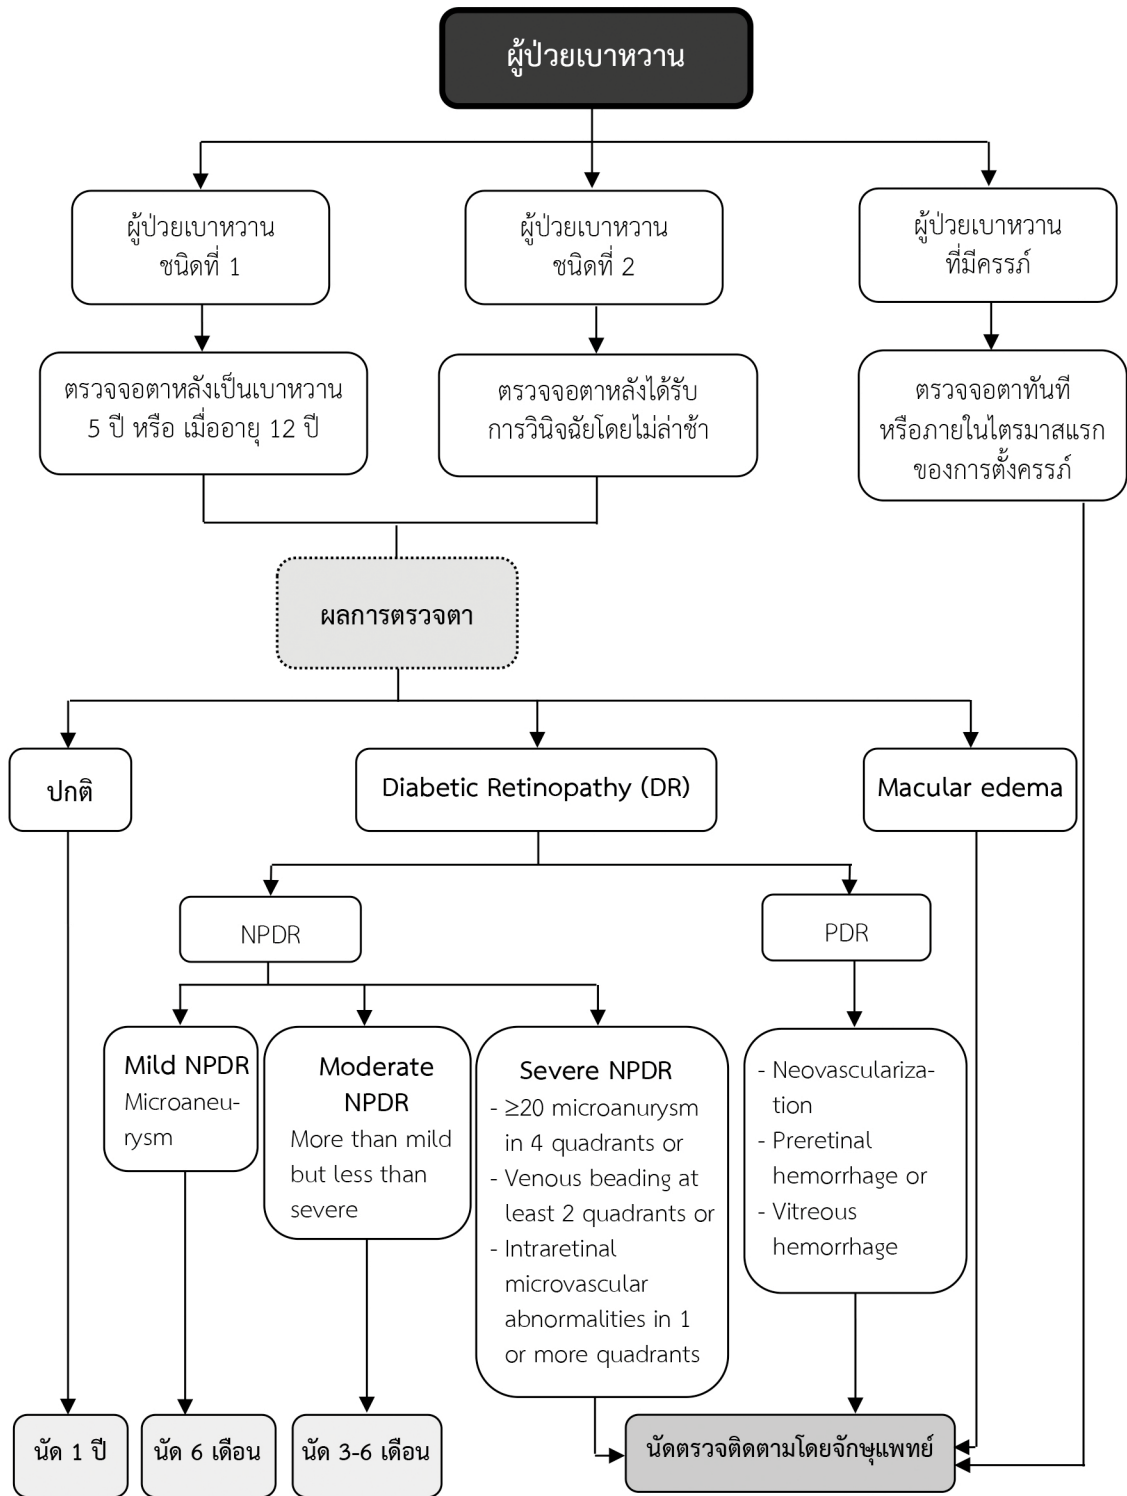 ผู้ป่วยเบาหวาน
ผู้ป่วยเบาหวาน
ชนิดที่ 1
ผู้ป่วยเบาหวาน
ชนิดที่ 2
ผู้ป่วยเบาหวาน
ที่มีครรภ์
ตรวจจอตาหลังเป็นเบาหวาน
5 ปี หรือ เมื่ออายุ 12 ปี
ตรวจจอตาหลังได้รับ
การวินิจฉัยโดยไม่ล่าช้า
ตรวจจอตาทันที
หรือภายในไตรมาสแรก
ของการตั้งครรภ์
ผลการตรวจตา
ปกติ
Diabetic Retinopathy (DR)
Macular edema
NPDR
PDR
Mild NPDR
Microaneu-
rysm
Moderate
NPDR
More than mild
but less than
severe
Severe NPDR
- ≥20 microanurysm
in 4 quadrants or
- Venous beading at
least 2 quadrants or
- Intraretinal
microvascular
abnormalities in 1
or more quadrants
- Neovasculariza-
tion
- Preretinal
hemorrhage or
- Vitreous
hemorrhage
นัด 1 ปี
นัด 6 เดือน
นัด 3-6 เดือน
นัดตรวจติดตามโดยจักษุแพทย์